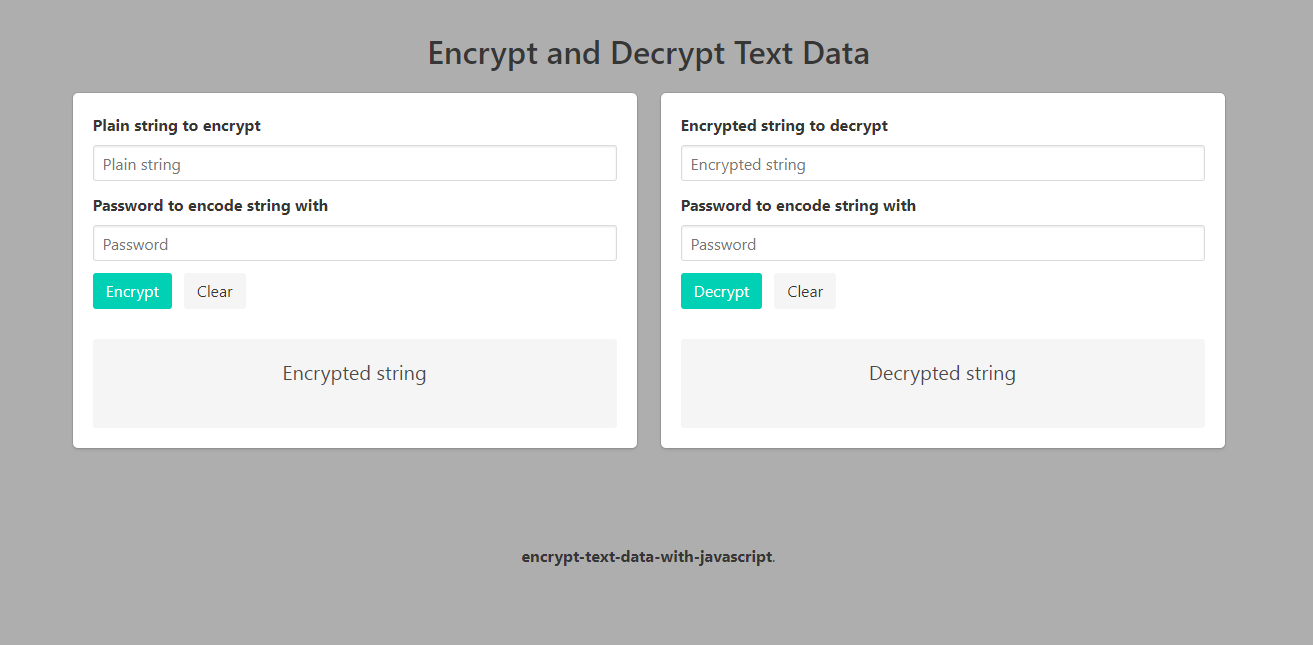 Encrypt and Decrypt Text Data
Plain string to encrypt
Plain string
Password to encode string with
Password
Encrypt Clear
Encrypted string
Encrypted string to decrypt
Encrypted string
Password to encode string with
Password
Decrypt Clear
Decrypted string
encrypt-text-data-with-javascript.